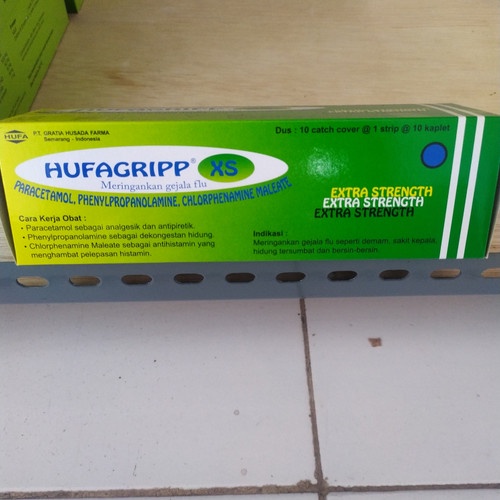 HUFA
PT. GRATIA HUSADA FARMA
Semarang - Indonesia
Dus : 10 catch cover @ 1 strip @ 10 kaplet
HUFAGRIPP® XS
Meringankan gejala flu
PARACETAMOL, PHENYLPROPANOLAMINE, CHLORPHENAMINE MALEATE
EXTRA STRENGTH
EXTRA STRENGTH
EXTRA STRENGTH
Cara Kerja Obat :
• Paracetamol sebagai analgesik dan antipiretik.
• Phenylpropanolamine sebagai dekongestan hidung.
• Chlorphenamine Maleate sebagai antihistamin yang
menghambat pelepasan histamin.
Indikasi :
Meringankan gejala flu seperti demam, sakit kepala,
hidung tersumbat dan bersin-bersin.